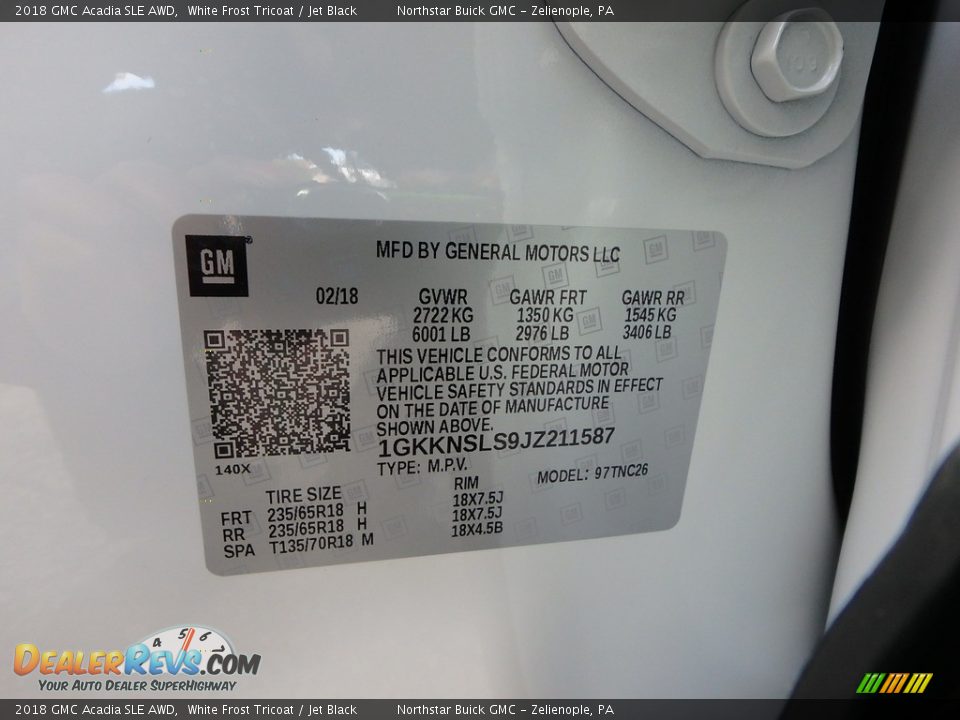 2018 GMC Acadia SLE AWD, White Frost Tricoat / Jet Black Northstar Buick GMC - Zelienople, PA
GM
MFD BY GENERAL MOTORS LLC
02/18 GVWR GAWR FRT GAWR RR
2722 KG 1350 KG 1545 KG
6001 LB 2976 LB 3406 LB
THIS VEHICLE CONFORMS TO ALL
APPLICABLE U.S. FEDERAL MOTOR
VEHICLE SAFETY STANDARDS IN EFFECT
ON THE DATE OF MANUFACTURE
SHOWN ABOVE.
1GKKNSLS9JZ211587
140X
TYPE: M.P.V. MODEL: 97TNC26
TIRE SIZE RIM
FRT 235/65R18 H 18X7.5J
RR 235/65R18 H 18X7.5J
SPA T135/70R18 M 18X4.5B
4 5 6 7
DEALERREVS.COM
YOUR AUTO DEALER SUPERHIGHWAY
2018 GMC Acadia SLE AWD, White Frost Tricoat / Jet Black Northstar Buick GMC - Zelienople, PA